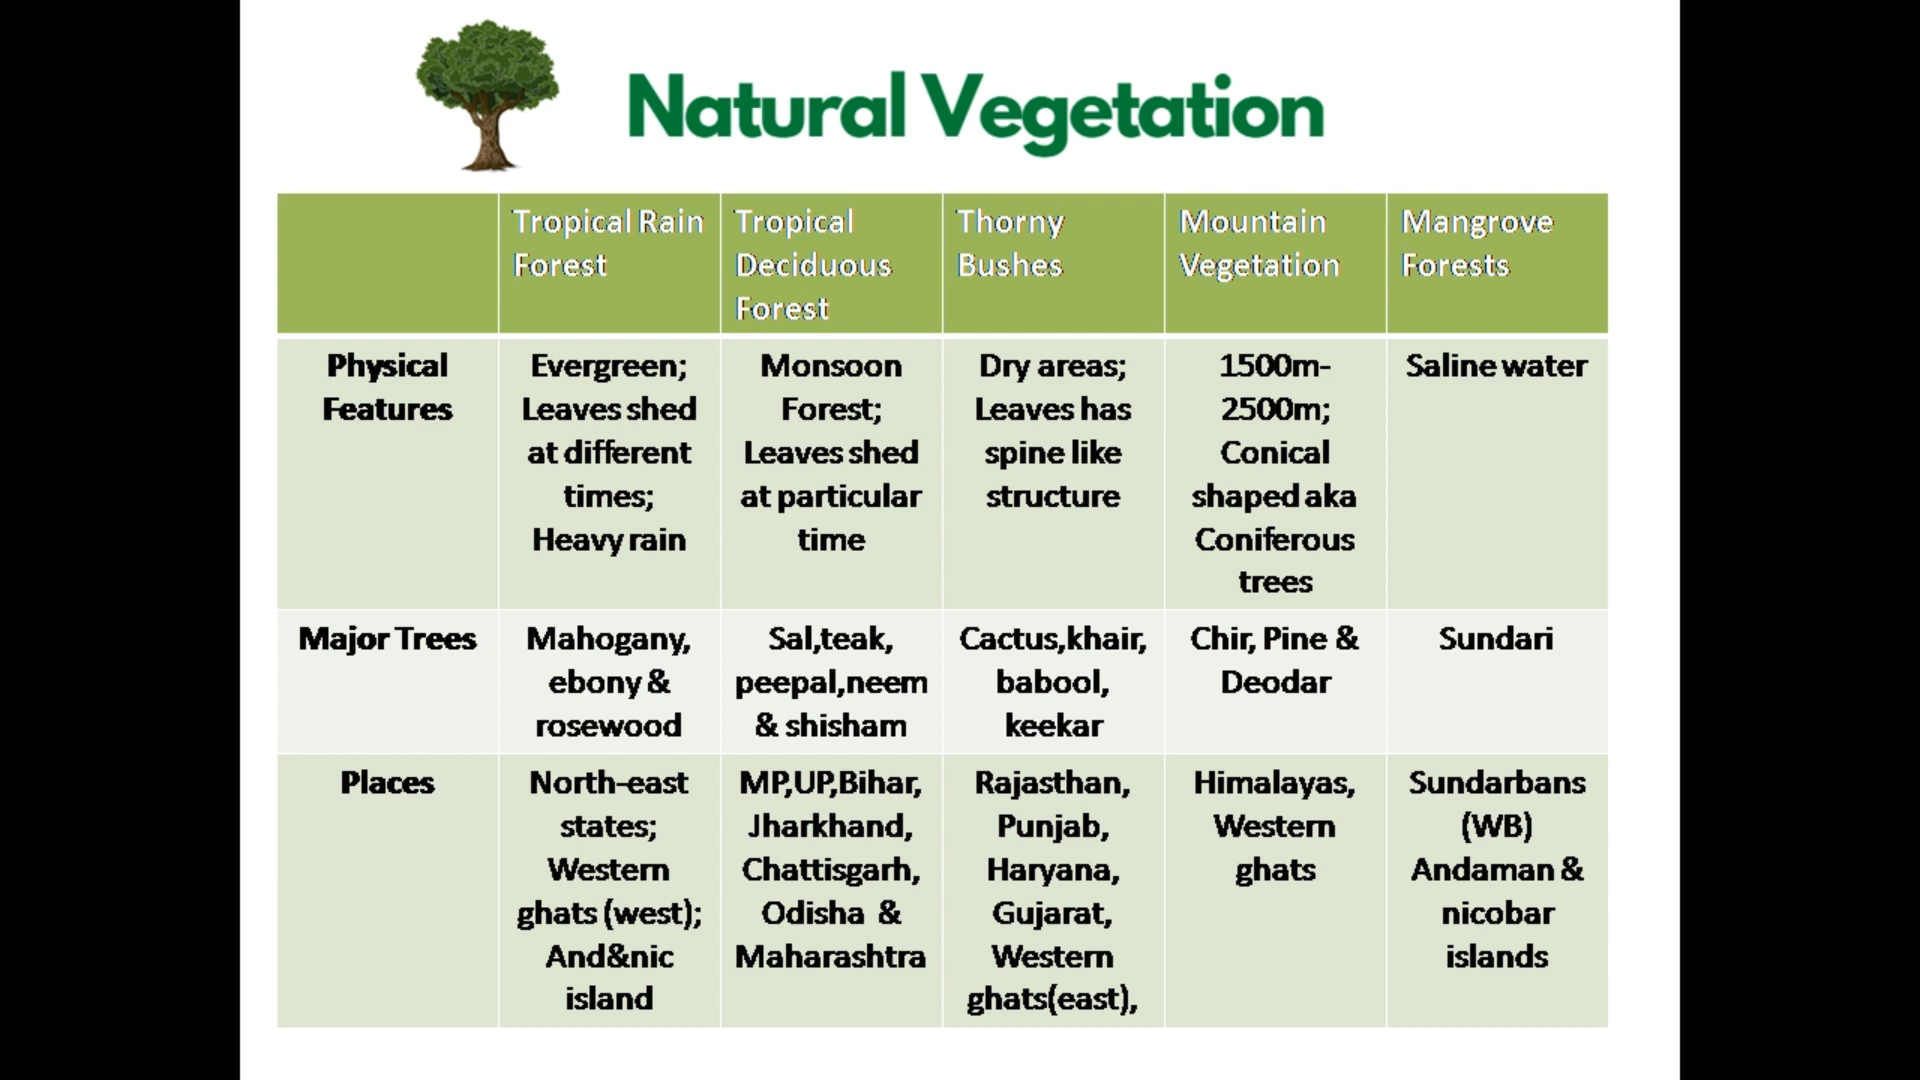 Natural Vegetation
Tropical Rain
Forest
Tropical
Deciduous
Forest
Thorny
Bushes
Mountain
Vegetation
Mangrove
Forests
Physical
Features
Evergreen;
Leaves shed
at different
times;
Heavy rain
Monsoon
Forest;
Leaves shed
at particular
time
Dry areas;
Leaves has
spine like
structure
1500m-
2500m;
Conical
shaped aka
Coniferous
trees
Saline water
Major Trees
Mahogany,
ebony &
rosewood
Sal,teak,
peepal,neem
& shisham
Cactus,khair,
babool,
keekar
Chir, Pine &
Deodar
Sundari
Places
North-east
states;
Western
ghats (west);
And&nic
island
MP,UP,Bihar,
Jharkhand,
Chattisgarh,
Odisha &
Maharashtra
Rajasthan,
Punjab,
Haryana,
Gujarat,
Western
ghats(east),
Himalayas,
Western
ghats
Sundarbans
(WB)
Andaman &
nicobar
islands